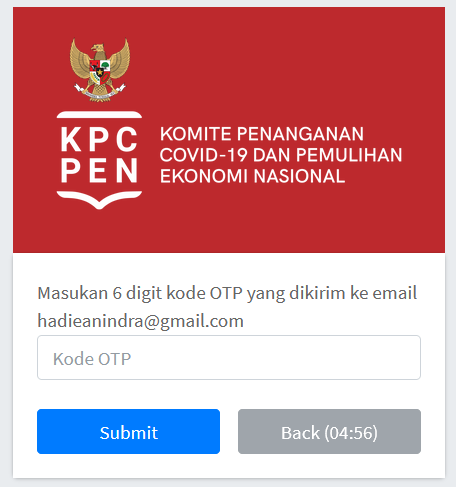 KPC
PEN
KOMITE PENANGANAN
COVID-19 DAN PEMULIHAN
EKONOMI NASIONAL
Masukan 6 digit kode OTP yang dikirim ke email
hadieanindra@gmail.com
Kode OTP
Submit
Back (04:56)